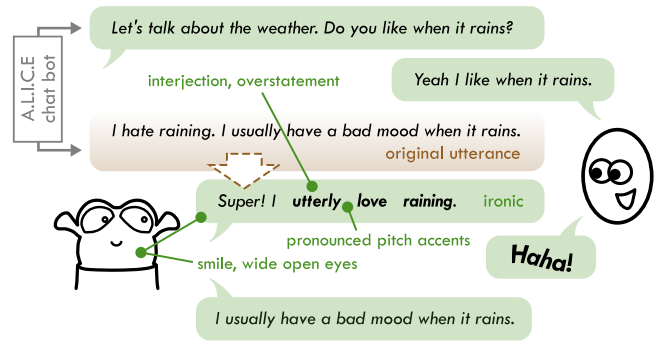 A.L.I.C.E
chat bot
Let's talk about the weather. Do you like when it rains?
interjection, overstatement
Yeah I like when it rains.
I hate raining. I usually have a bad mood when it rains.
original utterance
Super! I utterly love raining. ironic
pronounced pitch accents
smile, wide open eyes
Haha!
I usually have a bad mood when it rains.